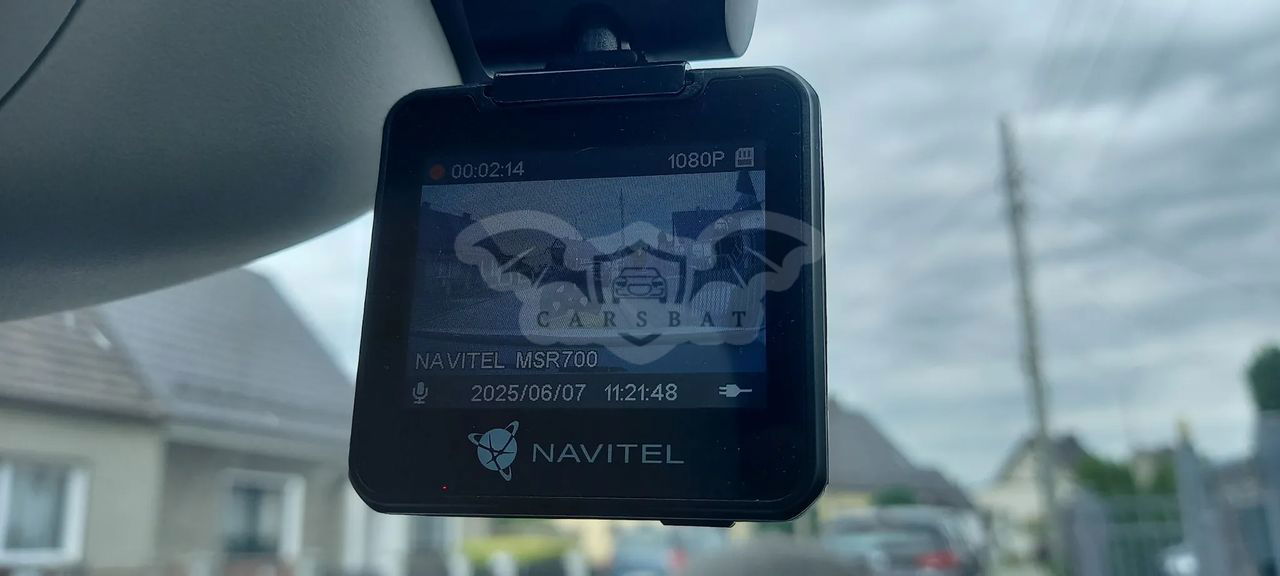 00:02:14 1080P
CARSBAT
NAVITEL MSR700
2025/06/07 11:21:48
NAVITEL